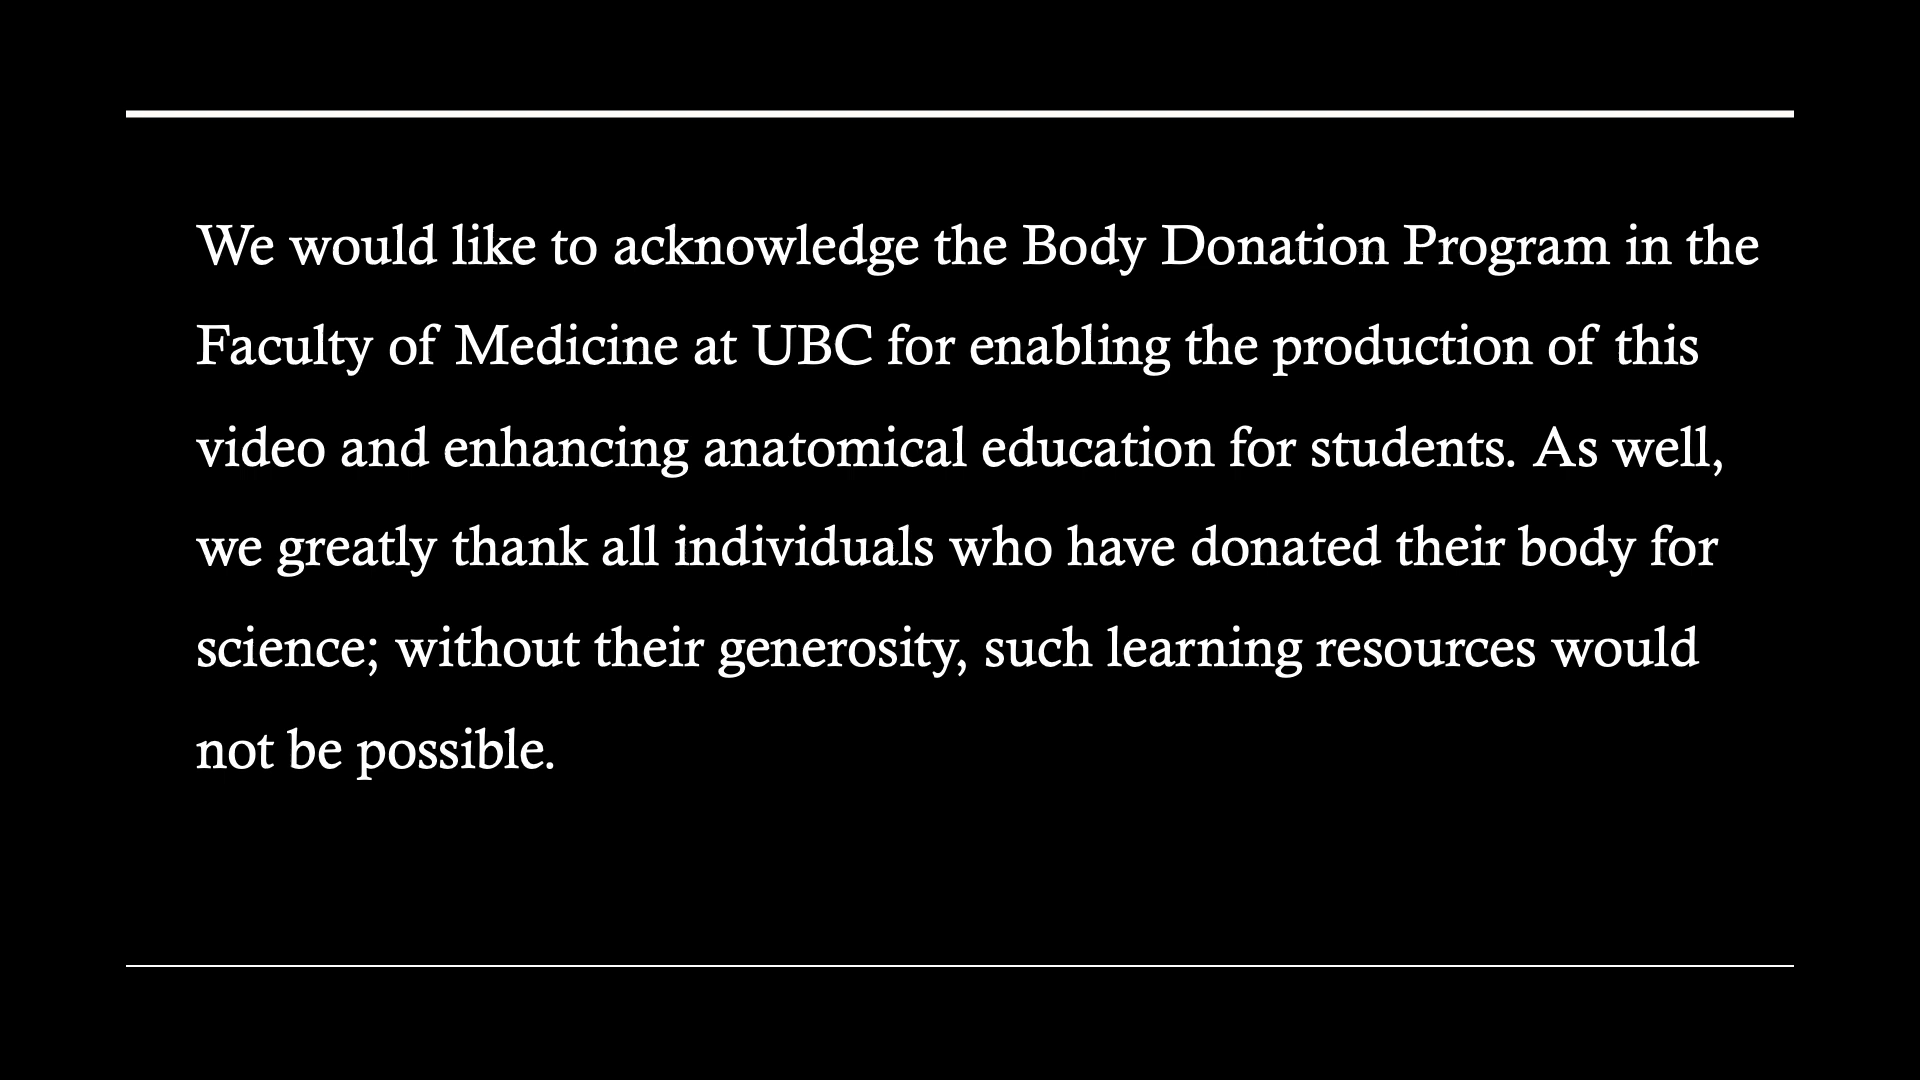 We would like to acknowledge the Body Donation Program in the
Faculty of Medicine at UBC for enabling the production of this
video and enhancing anatomical education for students. As well,
we greatly thank all individuals who have donated their body for
science; without their generosity, such learning resources would
not be possible.